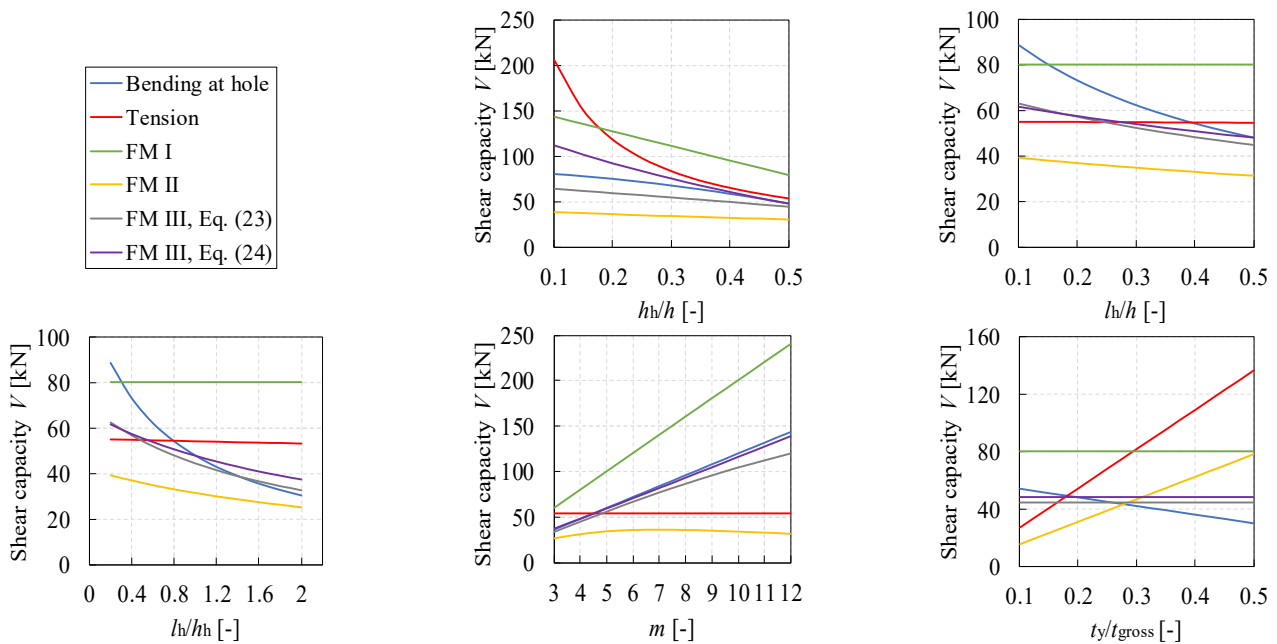 Bending at hole
Tension
FM I
FM II
FM III, Eq. (23)
FM III, Eq. (24)
Shear capacity V [kN]
250
200
150
100
50
0
0.1 0.2 0.3 0.4 0.5
hh/h [-]
Shear capacity V [kN]
100
80
60
40
20
0
0.1 0.2 0.3 0.4 0.5
lh/h [-]
Shear capacity V [kN]
100
80
60
40
20
0
0 0.4 0.8 1.2 1.6 2
lh/hh [-]
Shear capacity V [kN]
250
200
150
100
50
0
3 4 5 6 7 8 9 10 11 12
m [-]
Shear capacity V [kN]
160
120
80
40
0
0.1 0.2 0.3 0.4 0.5
ty/tgross [-]